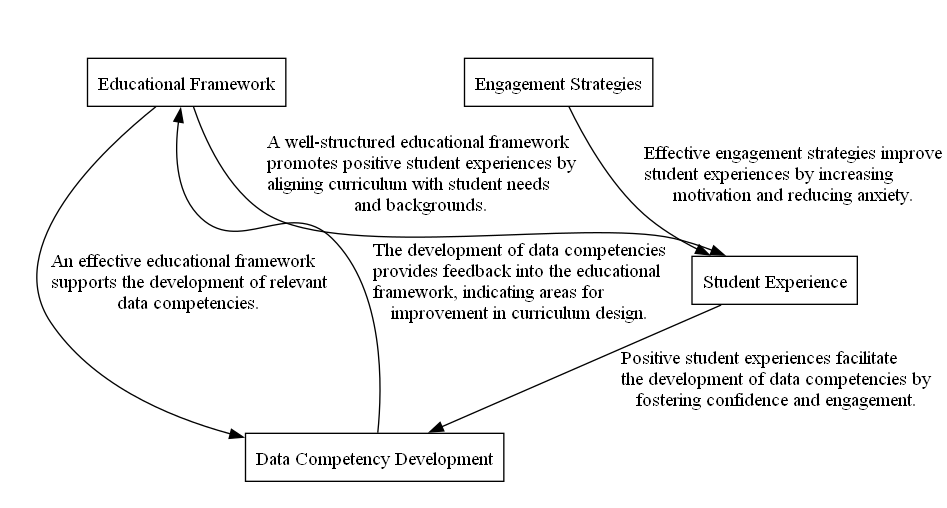 Educational Framework
Engagement Strategies
A well-structured educational framework
promotes positive student experiences by
aligning curriculum with student needs
and backgrounds.
Effective engagement strategies improve
student experiences by increasing
motivation and reducing anxiety.
An effective educational framework
supports the development of relevant
data competencies.
The development of data competencies
provides feedback into the educational
framework, indicating areas for
improvement in curriculum design.
Student Experience
Positive student experiences facilitate
the development of data competencies by
fostering confidence and engagement.
Data Competency Development